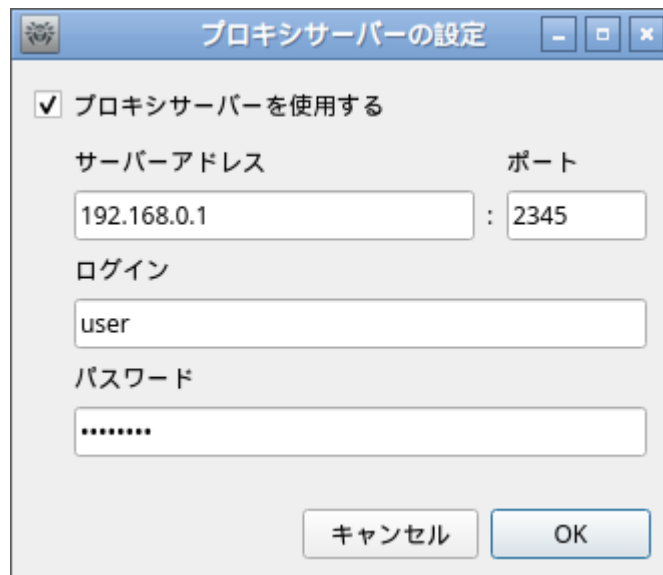 プロキシサーバーの設定
プロキシサーバーを使用する
サーバーアドレス ポート
192.168.0.1 : 2345
ログイン
user
パスワード
••••••••
キャンセル OK